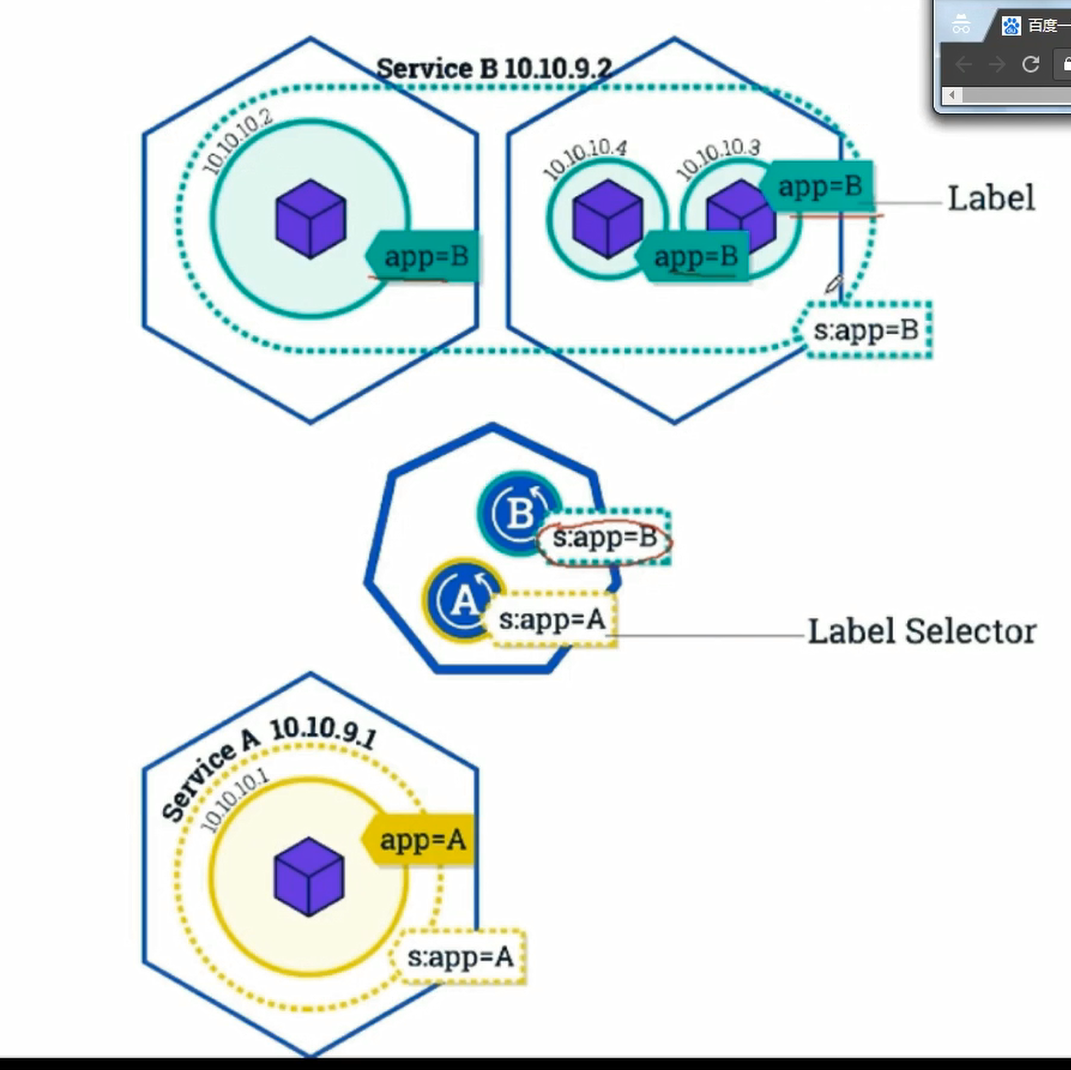 百度一
Service B 10.10.9.2
10.10.10.2
10.10.10.4
10.10.10.3
app=B
Label
app=B
app=B
s:app=B
B
s:app=B
A
s:app=A
Label Selector
Service A 10.10.9.1
10.10.10.1
app=A
s:app=A